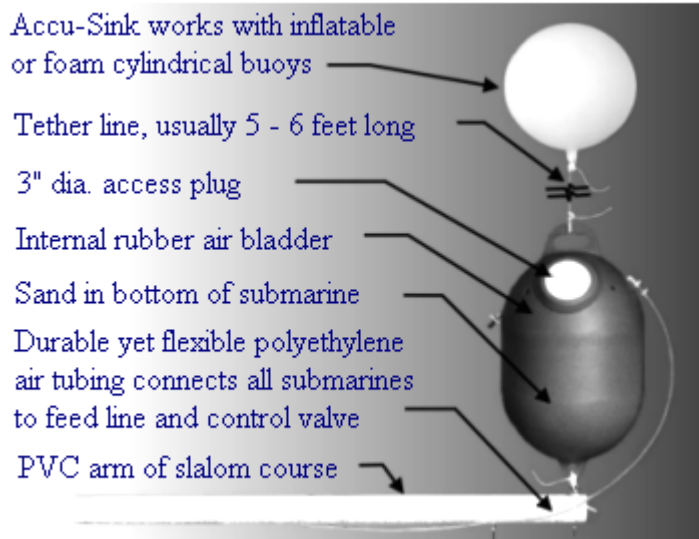 Accu-Sink works with inflatable
or foam cylindrical buoys
Tether line, usually 5 - 6 feet long
3" dia. access plug
Internal rubber air bladder
Sand in bottom of submarine
Durable yet flexible polyethylene
air tubing connects all submarines
to feed line and control valve
PVC arm of slalom course